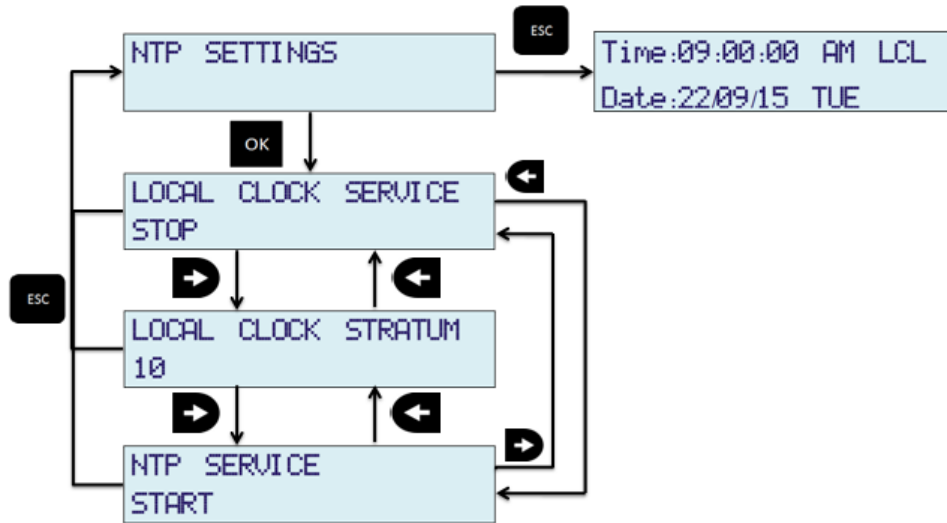 ESC
NTP SETTINGS
Time:09:00:00 AM LCL
Date:22/09/15 TUE
OK
LOCAL CLOCK SERVICE
STOP
ESC
LOCAL CLOCK STRATUM
10
NTP SERVICE
START